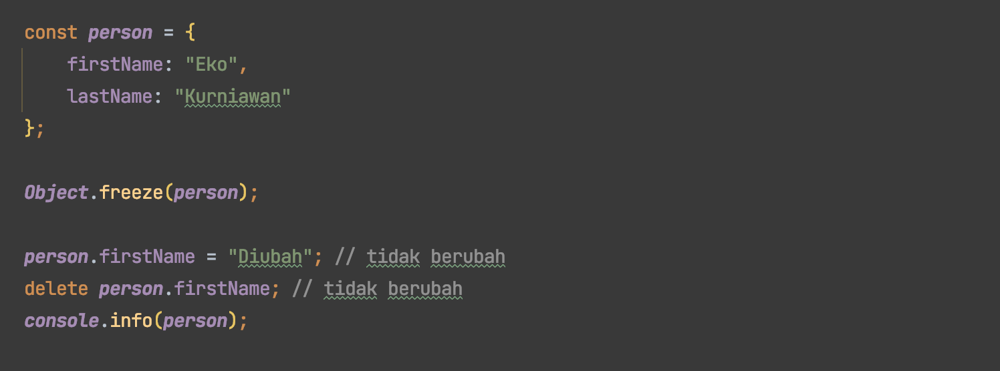 const person = {
    firstName: "Eko",
    lastName: "Kurniawan"
};
Object.freeze(person);
person.firstName = "Diubah"; // tidak berubah
delete person.firstName; // tidak berubah
console.info(person);